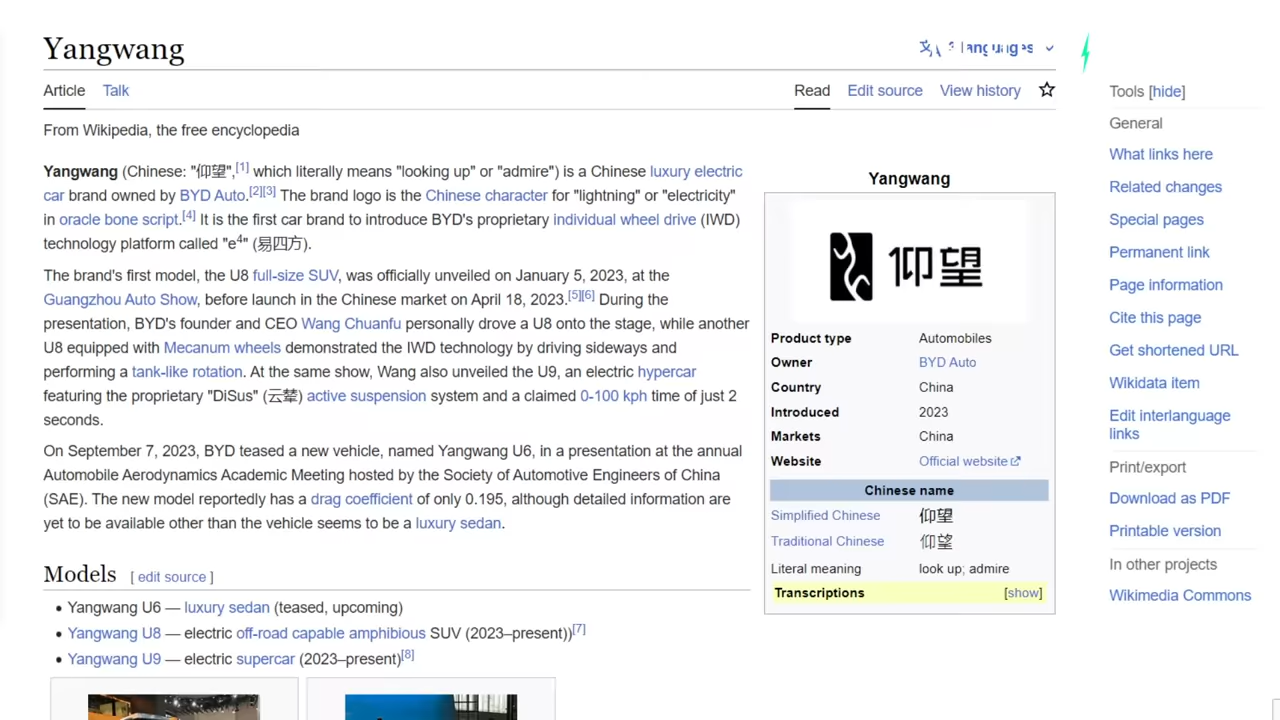 Yangwang
languages
Article
Talk
Read
Edit source
View history
From Wikipedia, the free encyclopedia
Yangwang (Chinese: "仰望",[1] which literally means "looking up" or "admire") is a Chinese luxury electric
car brand owned by BYD Auto.[2][3] The brand logo is the Chinese character for "lightning" or "electricity"
in oracle bone script.[4] It is the first car brand to introduce BYD's proprietary individual wheel drive (IWD)
technology platform called "e4" (易四方).
The brand's first model, the U8 full-size SUV, was officially unveiled on January 5, 2023, at the
Guangzhou Auto Show, before launch in the Chinese market on April 18, 2023.[5][6] During the
presentation, BYD's founder and CEO Wang Chuanfu personally drove a U8 onto the stage, while another
U8 equipped with Mecanum wheels demonstrated the IWD technology by driving sideways and
performing a tank-like rotation. At the same show, Wang also unveiled the U9, an electric hypercar
featuring the proprietary "DiSus" (云辇) active suspension system and a claimed 0-100 kph time of just 2
seconds.
On September 7, 2023, BYD teased a new vehicle, named Yangwang U6, in a presentation at the annual
Automobile Aerodynamics Academic Meeting hosted by the Society of Automotive Engineers of China
(SAE). The new model reportedly has a drag coefficient of only 0.195, although detailed information are
yet to be available other than the vehicle seems to be a luxury sedan.
Models [ edit source ]
• Yangwang U6 — luxury sedan (teased, upcoming)
• Yangwang U8 — electric off-road capable amphibious SUV (2023–present))[7]
• Yangwang U9 — electric supercar (2023–present)[8]
Yangwang
仰望
Product type Automobiles
Owner BYD Auto
Country China
Introduced 2023
Markets China
Website Official website
Chinese name
Simplified Chinese 仰望
Traditional Chinese 仰望
Literal meaning look up; admire
Transcriptions [show]
Tools [hide]
General
What links here
Related changes
Special pages
Permanent link
Page information
Cite this page
Get shortened URL
Wikidata item
Edit interlanguage
links
Print/export
Download as PDF
Printable version
In other projects
Wikimedia Commons